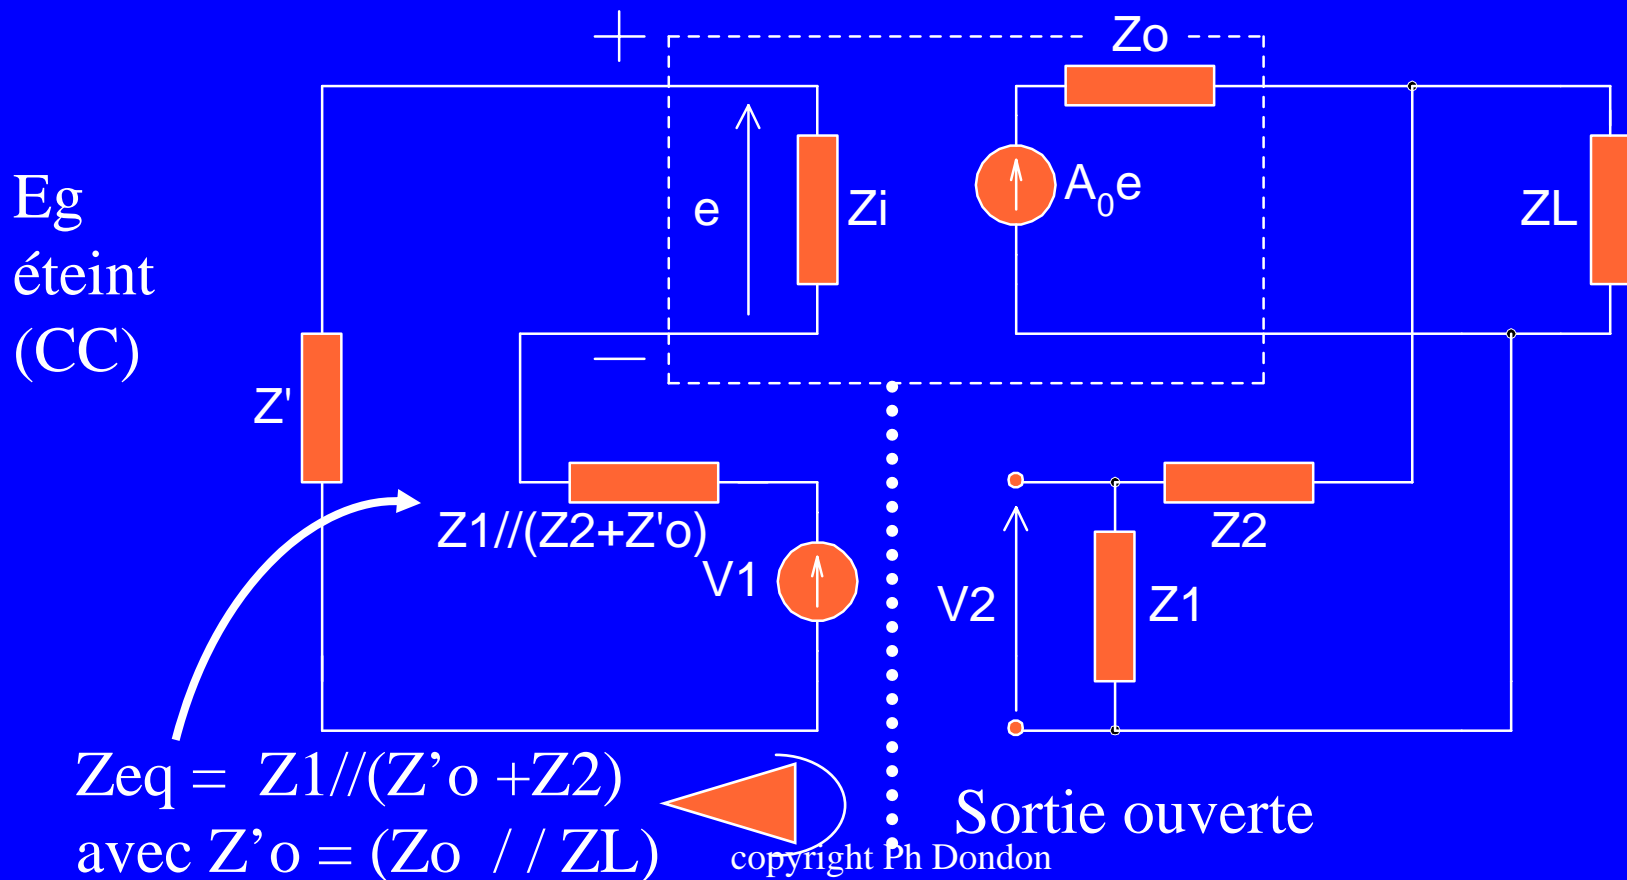 Zo
Eg
éteint
(CC)
e
Zi
A₀e
ZL
Z'
Z1//(Z2+Z'o)
V1
Z2
V2
Z1
Zeq = Z1//(Z’o +Z2)
avec Z’o = (Zo / / ZL)
Sortie ouverte
copyright Ph Dondon